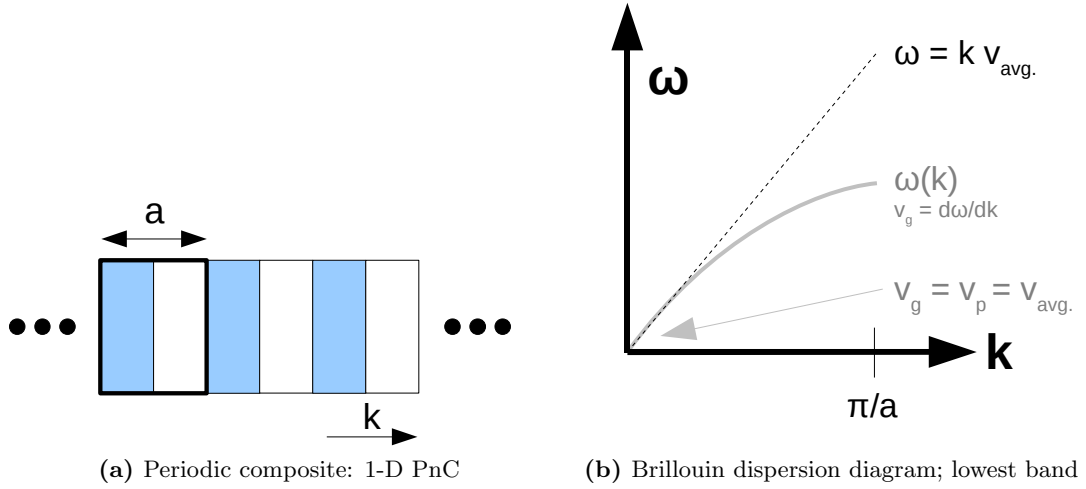 a
k
(a) Periodic composite: 1-D PnC
ω
ω = k v avg.
ω(k)
v g = dω/dk
v g = v p = v avg.
k
π/a
(b) Brillouin dispersion diagram; lowest band